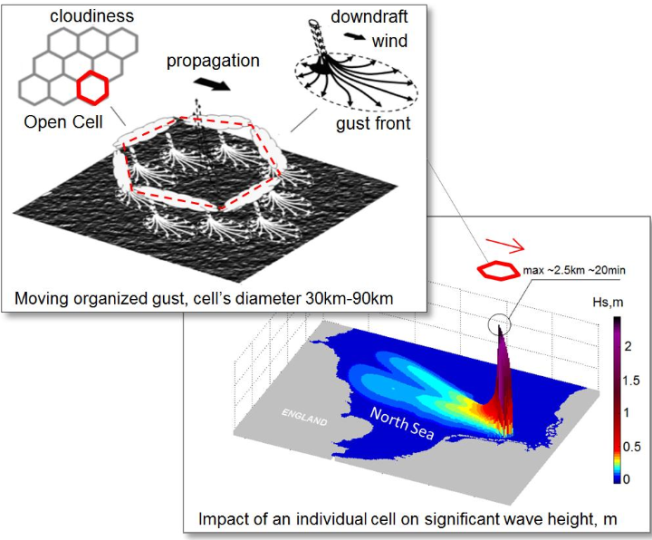 cloudiness
Open Cell
propagation
downdraft
wind
gust front
Moving organized gust, cell's diameter 30km-90km
max ~2.5km ~20min
Hs,m
2
1.5
1
0.5
0
ENGLAND
North Sea
Impact of an individual cell on significant wave height, m